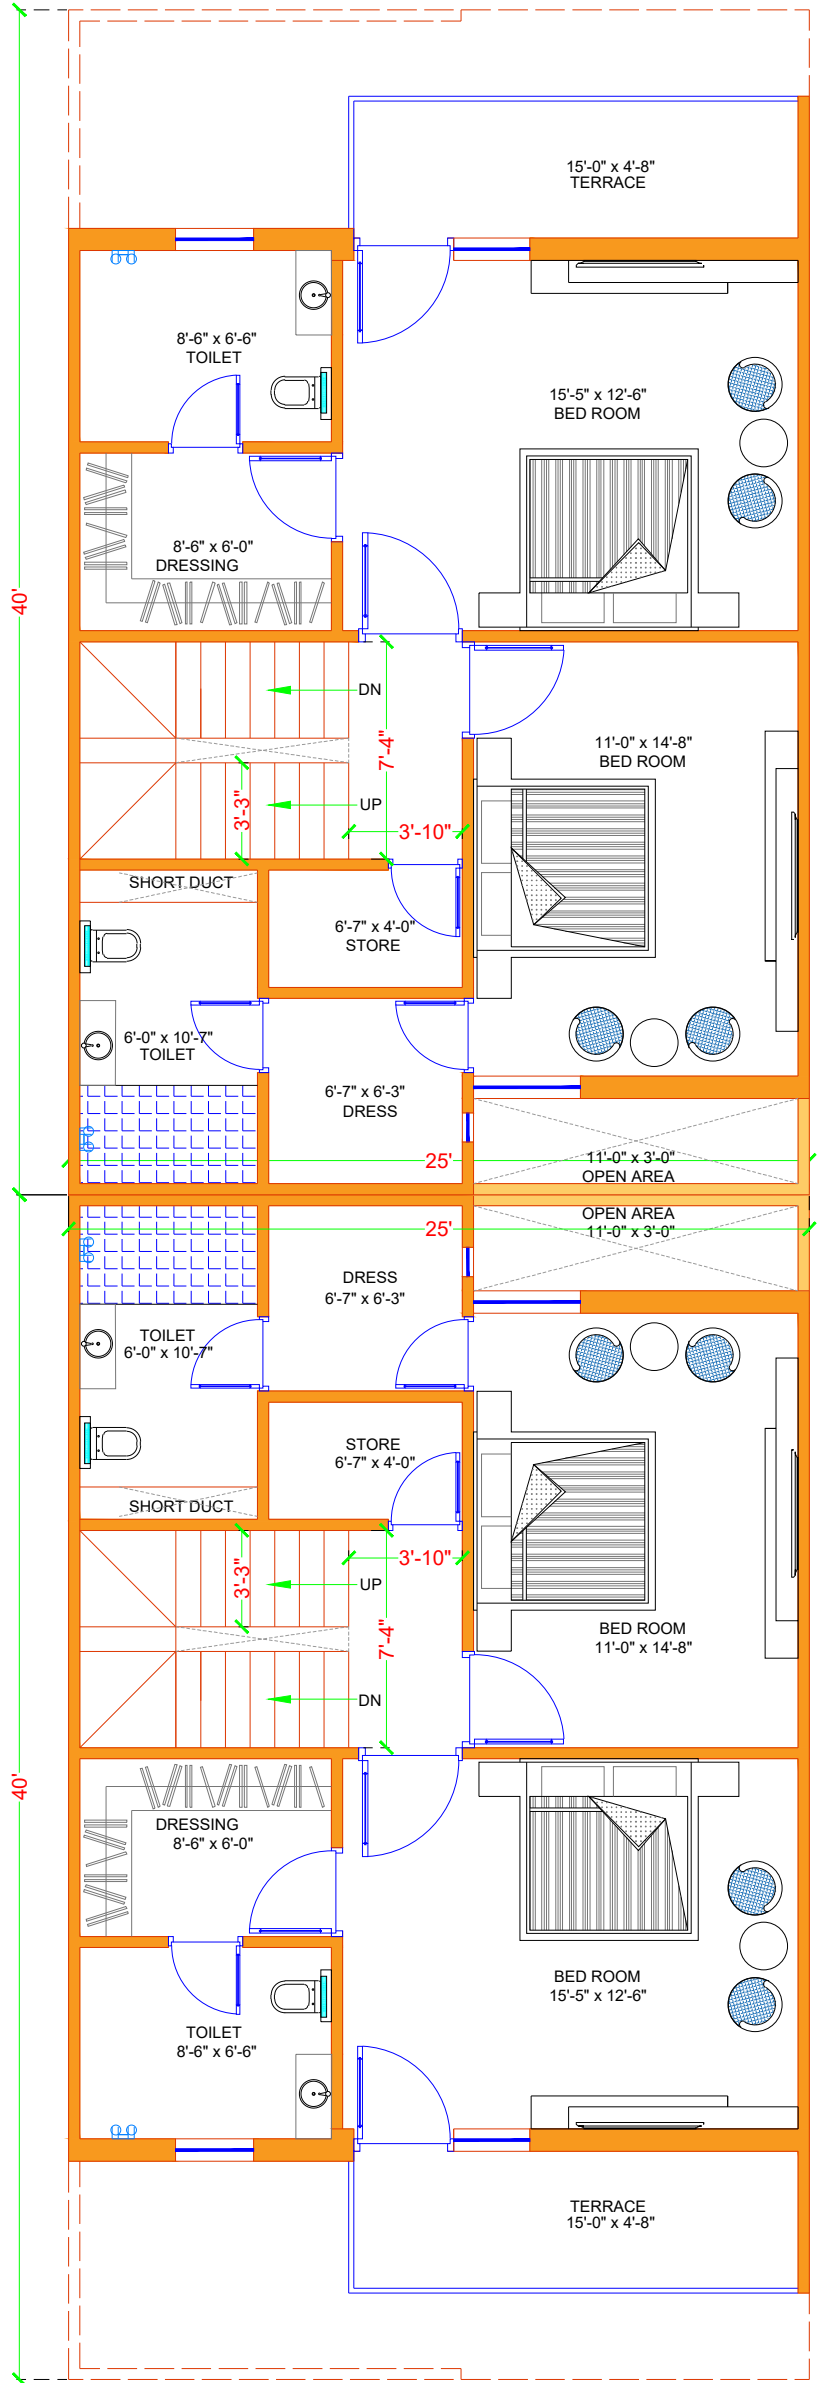 15'-0" x 4'-8"
TERRACE
8'-6" x 6'-6"
TOILET
15'-5" x 12'-6"
BED ROOM
8'-6" x 6'-0"
DRESSING
40'
DN
7'-4"
11'-0" x 14'-8"
BED ROOM
UP
3'-3"
3'-10"
SHORT DUCT
6'-7" x 4'-0"
STORE
6'-0" x 10'-7"
TOILET
6'-7" x 6'-3"
DRESS
25'
11'-0" x 3'-0"
OPEN AREA
OPEN AREA
11'-0" x 3'-0"
25'
DRESS
6'-7" x 6'-3"
TOILET
6'-0" x 10'-7"
STORE
6'-7" x 4'-0"
SHORT DUCT
3'-10"
3'-3"
UP
7'-4"
BED ROOM
11'-0" x 14'-8"
DN
40'
DRESSING
8'-6" x 6'-0"
BED ROOM
15'-5" x 12'-6"
TOILET
8'-6" x 6'-6"
TERRACE
15'-0" x 4'-8"